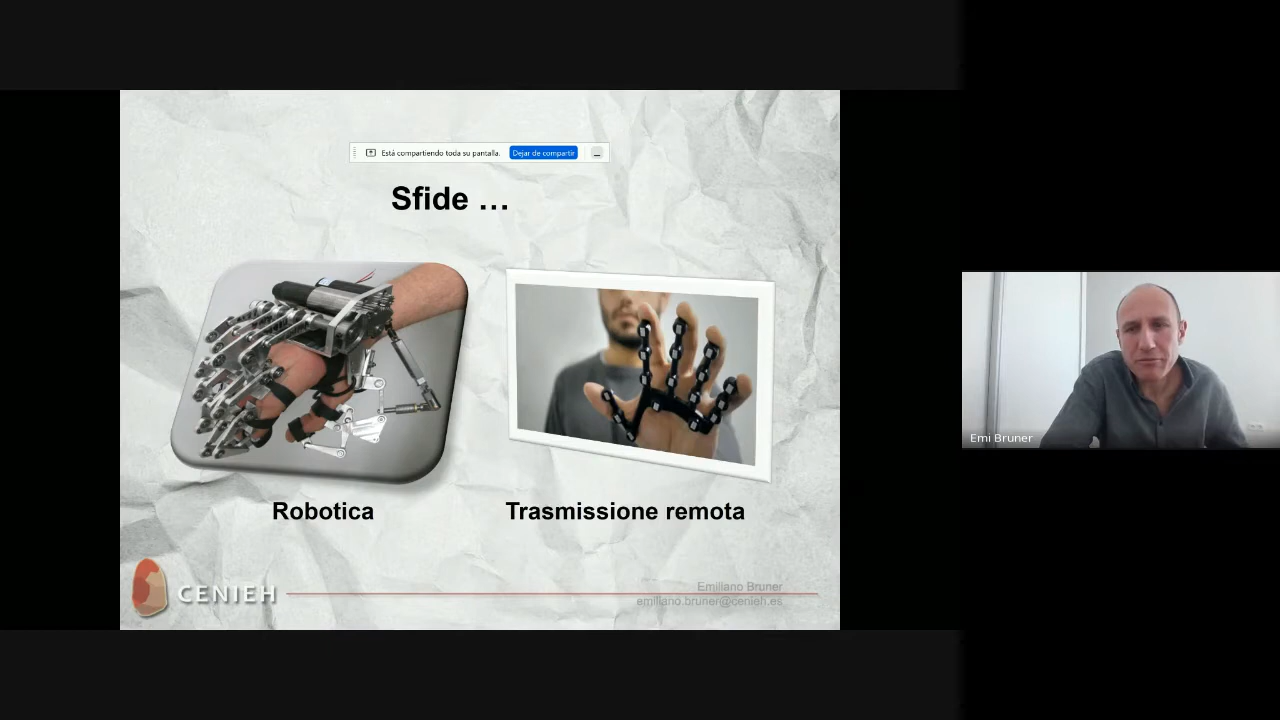 Está compartiendo toda su pantalla.
Dejar de compartir
Sfide …
Robotica
Trasmissione remota
CENIEH
Emiliano Bruner
emiliano.bruner@cenieh.es
Emi Bruner